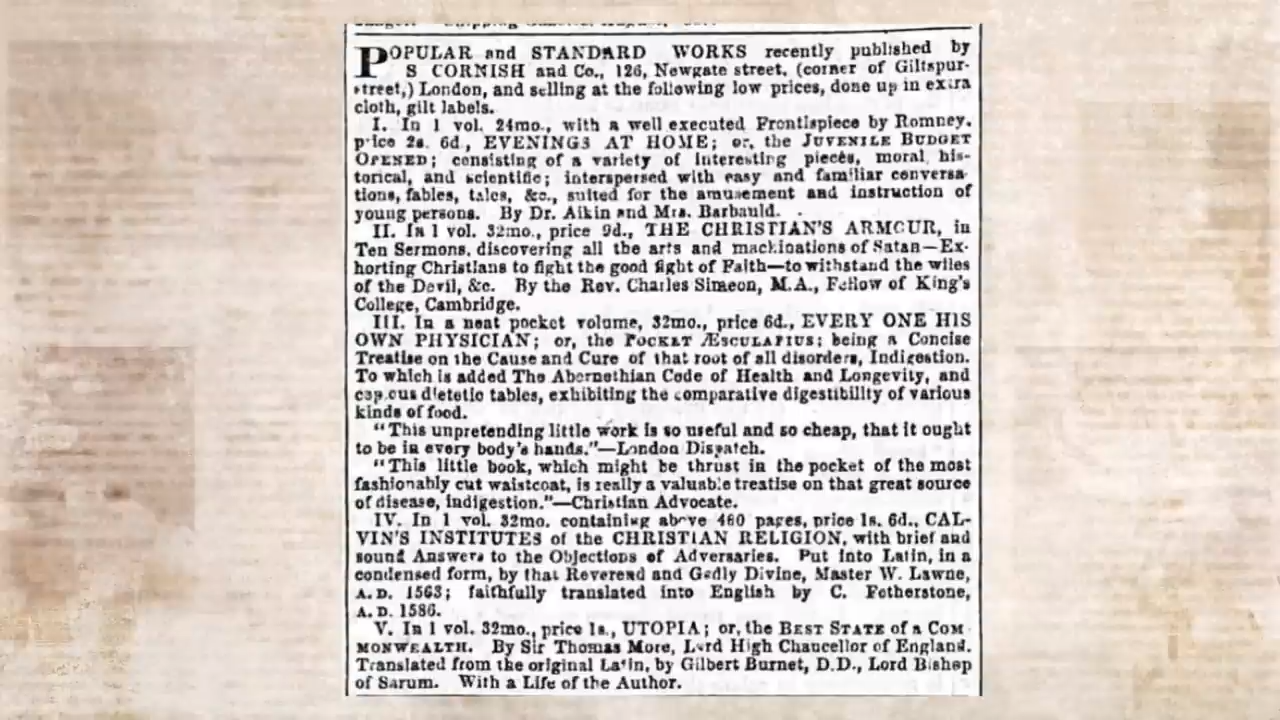 POPULAR and STANDARD WORKS recently published by
S CORNISH and Co., 126, Newgate street, (corner of Giltspur-
street,) London, and selling at the following low prices, done up in extra
cloth, gilt labels.
I. In 1 vol. 24mo., with a well executed Frontispiece by Romney.
price 2s. 6d., EVENINGS AT HOME; or, the JUVENILE BUDGET
OPENED; consisting of a variety of interesting pieces, moral, his-
torical, and scientific; interspersed with easy and familiar conversa-
tions, fables, tales, &c., suited for the amusement and instruction of
young persons. By Dr. Aikin and Mrs. Barbauld.
II. In 1 vol. 32mo., price 9d., THE CHRISTIAN'S ARMOUR, in
Ten Sermons, discovering all the arts and machinations of Satan—Ex-
horting Christians to fight the good fight of Faith—to withstand the wiles
of the Devil, &c. By the Rev. Charles Simeon, M.A., Fellow of King's
College, Cambridge.
III. In a neat pocket volume, 32mo., price 6d., EVERY ONE HIS
OWN PHYSICIAN; or, the POCKET ÆSCULAPIUS; being a Concise
Treatise on the Cause and Cure of that root of all disorders, Indigestion.
To which is added The Abernethian Code of Health and Longevity, and
copious dietetic tables, exhibiting the comparative digestibility of various
kinds of food.
"This unpretending little work is so useful and so cheap, that it ought
to be in every body's hands."—London Dispatch.
"This little book, which might be thrust in the pocket of the most
fashionably cut waistcoat, is really a valuable treatise on that great source
of disease, indigestion."—Christian Advocate.
IV. In 1 vol. 32mo. containing above 460 pages, price 1s. 6d., CAL-
VIN'S INSTITUTES of the CHRISTIAN RELIGION, with brief and
sound Answers to the Objections of Adversaries. Put into Latin, in a
condensed form, by that Reverend and Godly Divine, Master W. Lawne,
A.D. 1563; faithfully translated into English by C. Fetherstone,
A.D. 1586.
V. In 1 vol. 32mo., price 1s., UTOPIA; or, the BEST STATE of a COM-
MONWEALTH. By Sir Thomas More, Lord High Chancellor of England.
Translated from the original Latin, by Gilbert Burnet, D.D., Lord Bishop
of Sarum. With a Life of the Author.